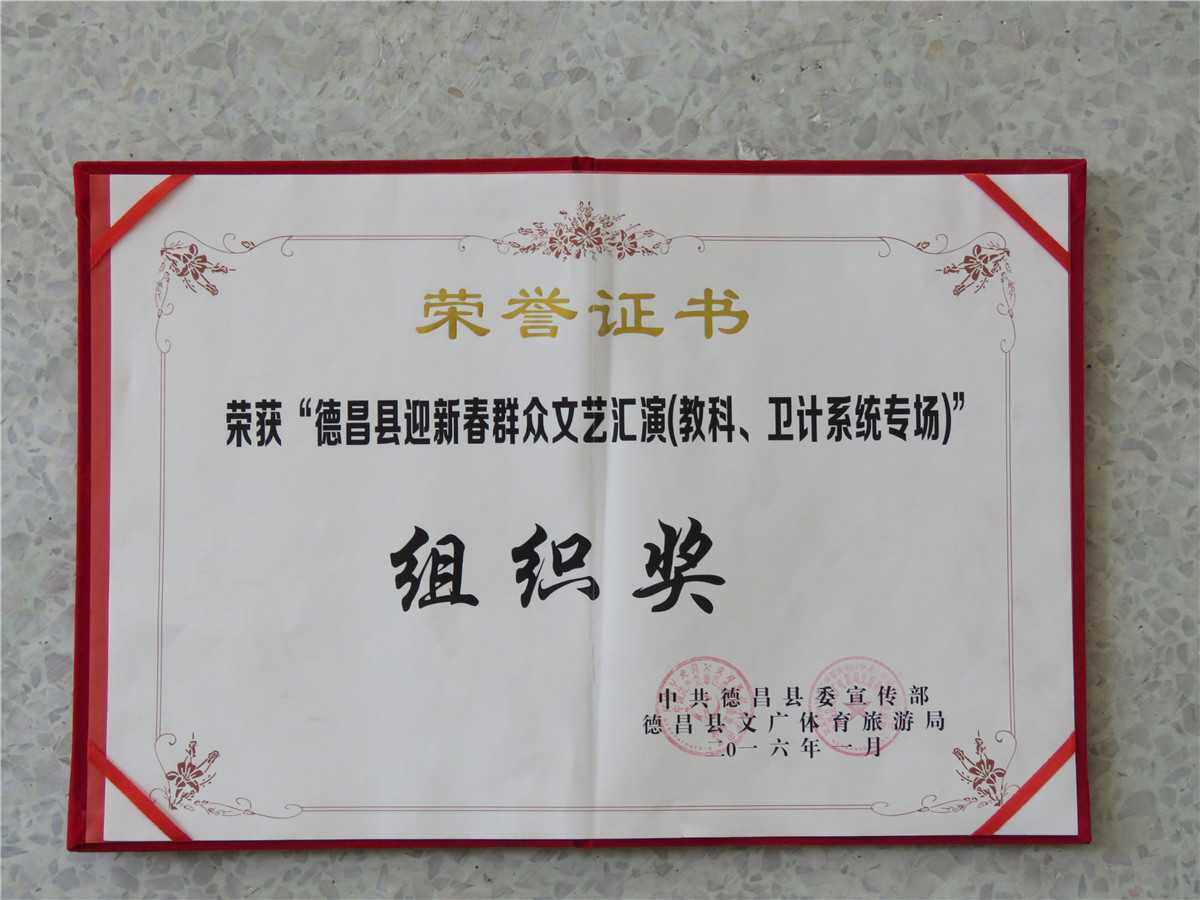 荣誉证书
荣获“德昌县迎新春群众文艺汇演(教科、卫计系统专场)”
组织奖
中共德昌县委宣传部
德昌县文广体育旅游局
二0一六年一月